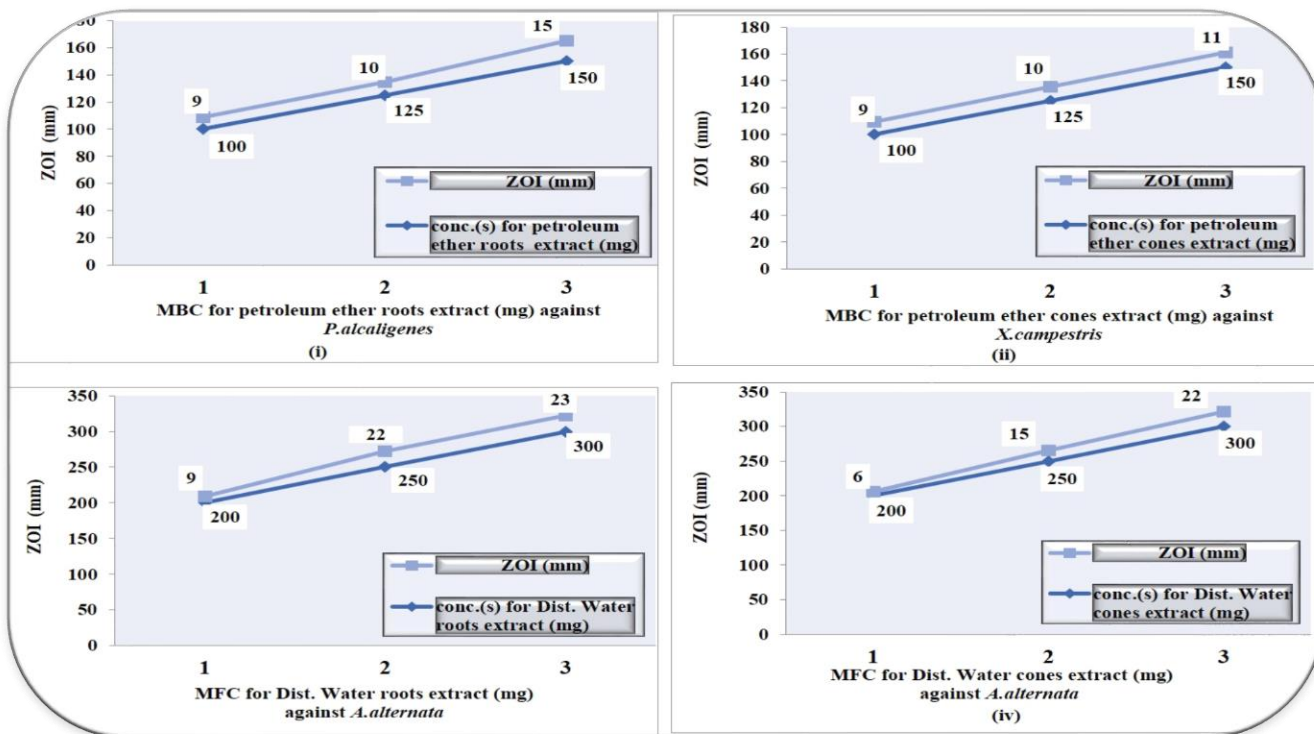 80
160
140
120
100
80
60
40
20
0
ZOI (mm)
9
10
15
100
125
150
ZOI (mm)
conc.(s) for petroleum
ether roots extract (mg)
1 2 3
MBC for petroleum ether roots extract (mg) against
P.alcaligenes
(i)
180
160
140
120
100
80
60
40
20
0
ZOI (mm)
9
10
11
100
125
150
ZOI (mm)
conc.(s) for petroleum
ether cones extract (mg)
1 2 3
MBC for petroleum ether cones extract (mg) against
X.campestris
(ii)
350
300
250
200
150
100
50
0
ZOI (mm)
9
22
23
200
250
300
ZOI (mm)
conc.(s) for Dist. Water
roots extract (mg)
1 2 3
MFC for Dist. Water roots extract (mg)
against A.alternata
350
300
250
200
150
100
50
0
ZOI (mm)
6
15
22
200
250
300
ZOI (mm)
conc.(s) for Dist. Water
cones extract (mg)
1 2 3
MFC for Dist. Water cones extract (mg)
against A.alternata
(iv)